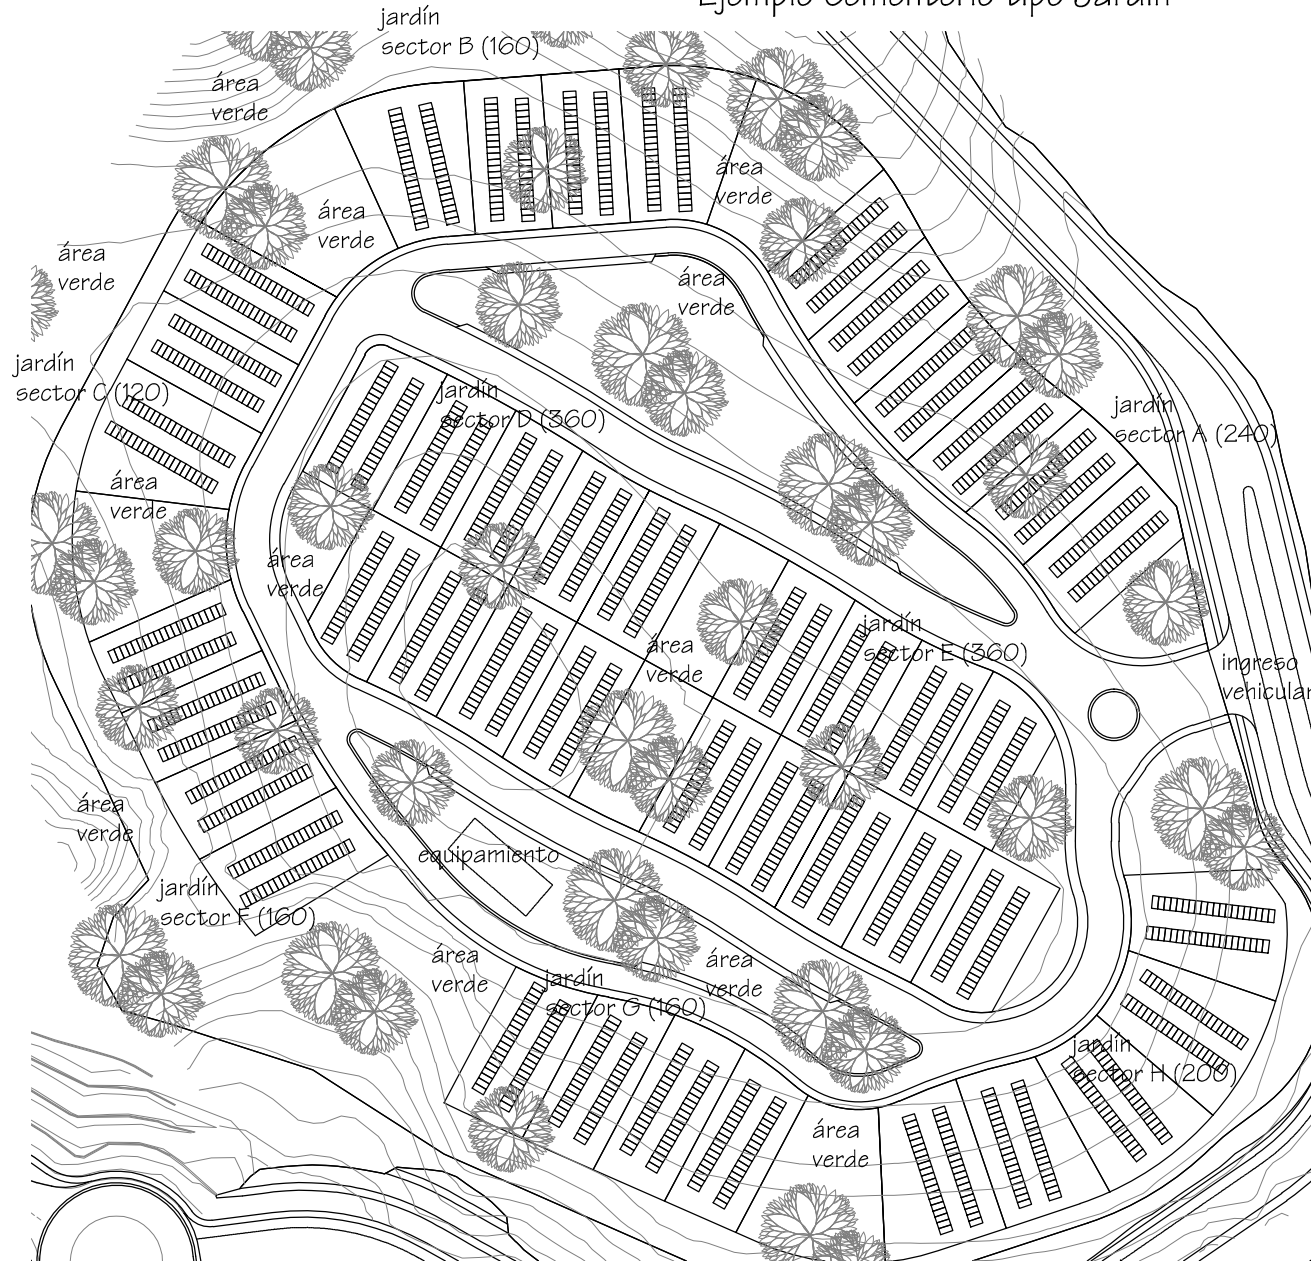 Ejemplo Cementerio tipo Jardín
jardín
sector B (160)
área
verde
área
verde
área
verde
área
verde
área
verde
jardín
sector C (120)
jardín
sector D (360)
jardín
sector A (240)
área
verde
área
verde
jardín
sector E (360)
área
verde
ingreso
vehicular
área
verde
equipamiento
jardín
sector F (160)
área
verde
área
verde
jardín
sector G (160)
jardín
sector H (200)
área
verde